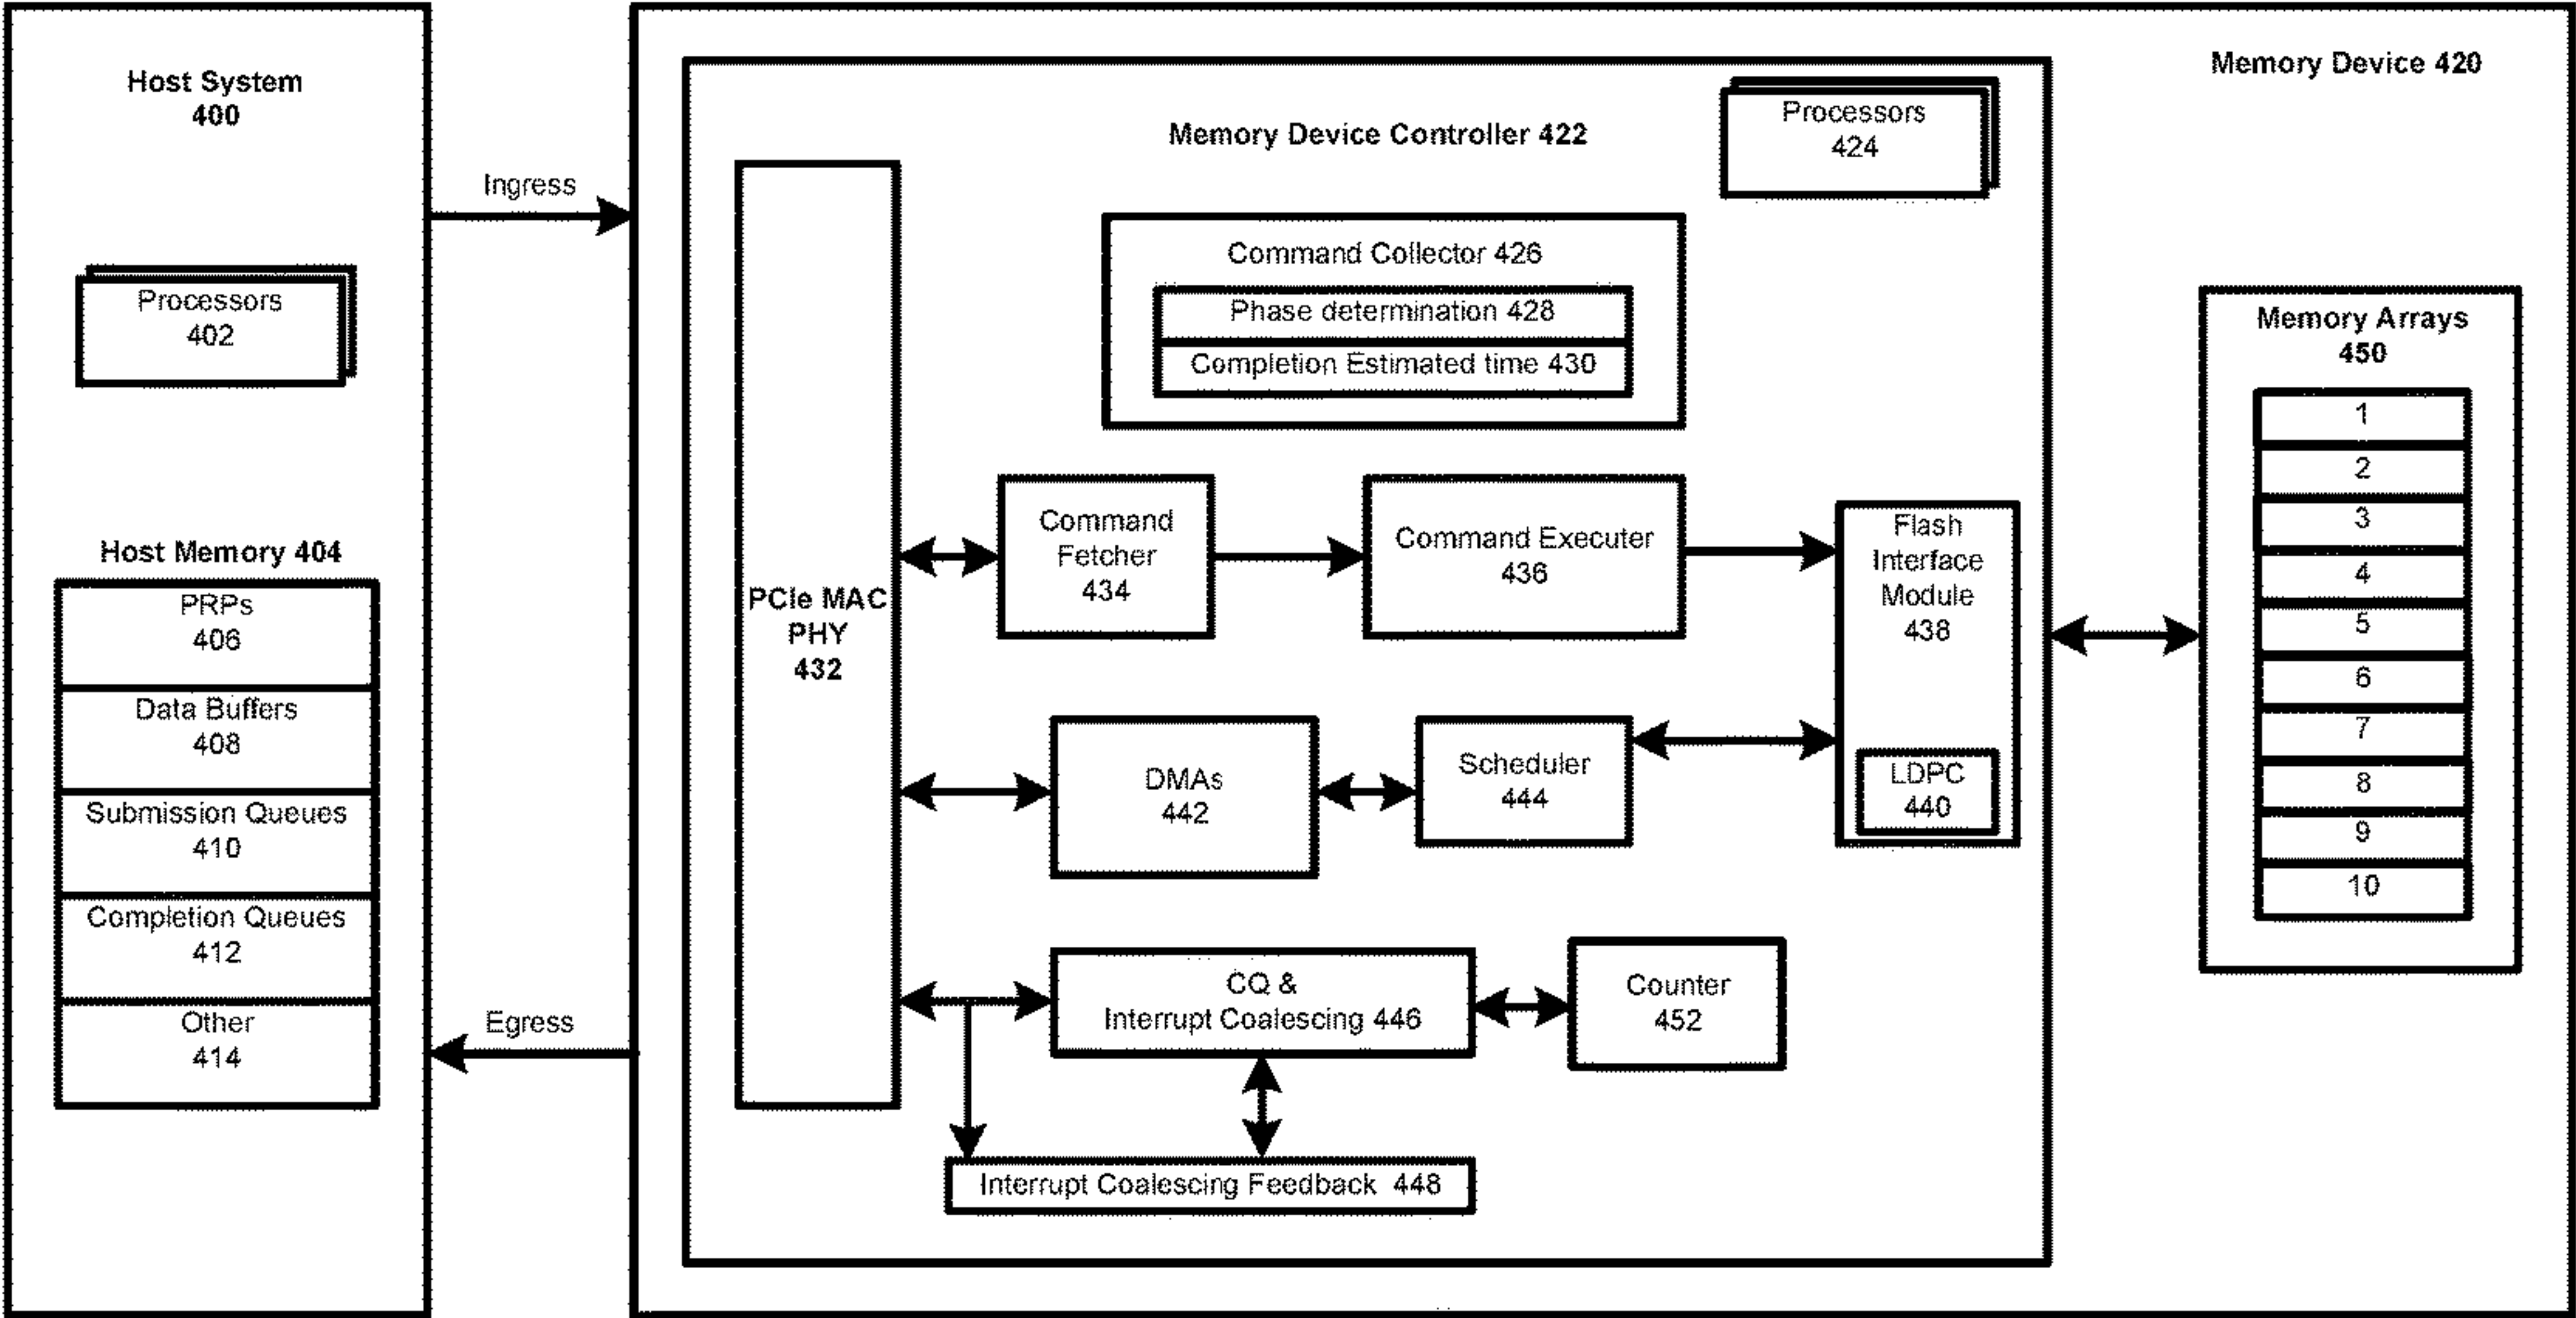 Host System
400
Processors
402
Host Memory 404
PRPs
406
Data Buffers
408
Submission Queues
410
Completion Queues
412
Other
414
Ingress
Egress
Memory Device 420
Memory Device Controller 422
Processors
424
Command Collector 426
Phase determination 428
Completion Estimated time 430
PCIe MAC
PHY
432
Command
Fetcher
434
Command Executer
436
Flash
Interface
Module
438
LDPC
440
DMAs
442
Scheduler
444
CQ &
Interrupt Coalescing 446
Counter
452
Interrupt Coalescing Feedback 448
Memory Arrays
450
1
2
3
4
5
6
7
8
9
10